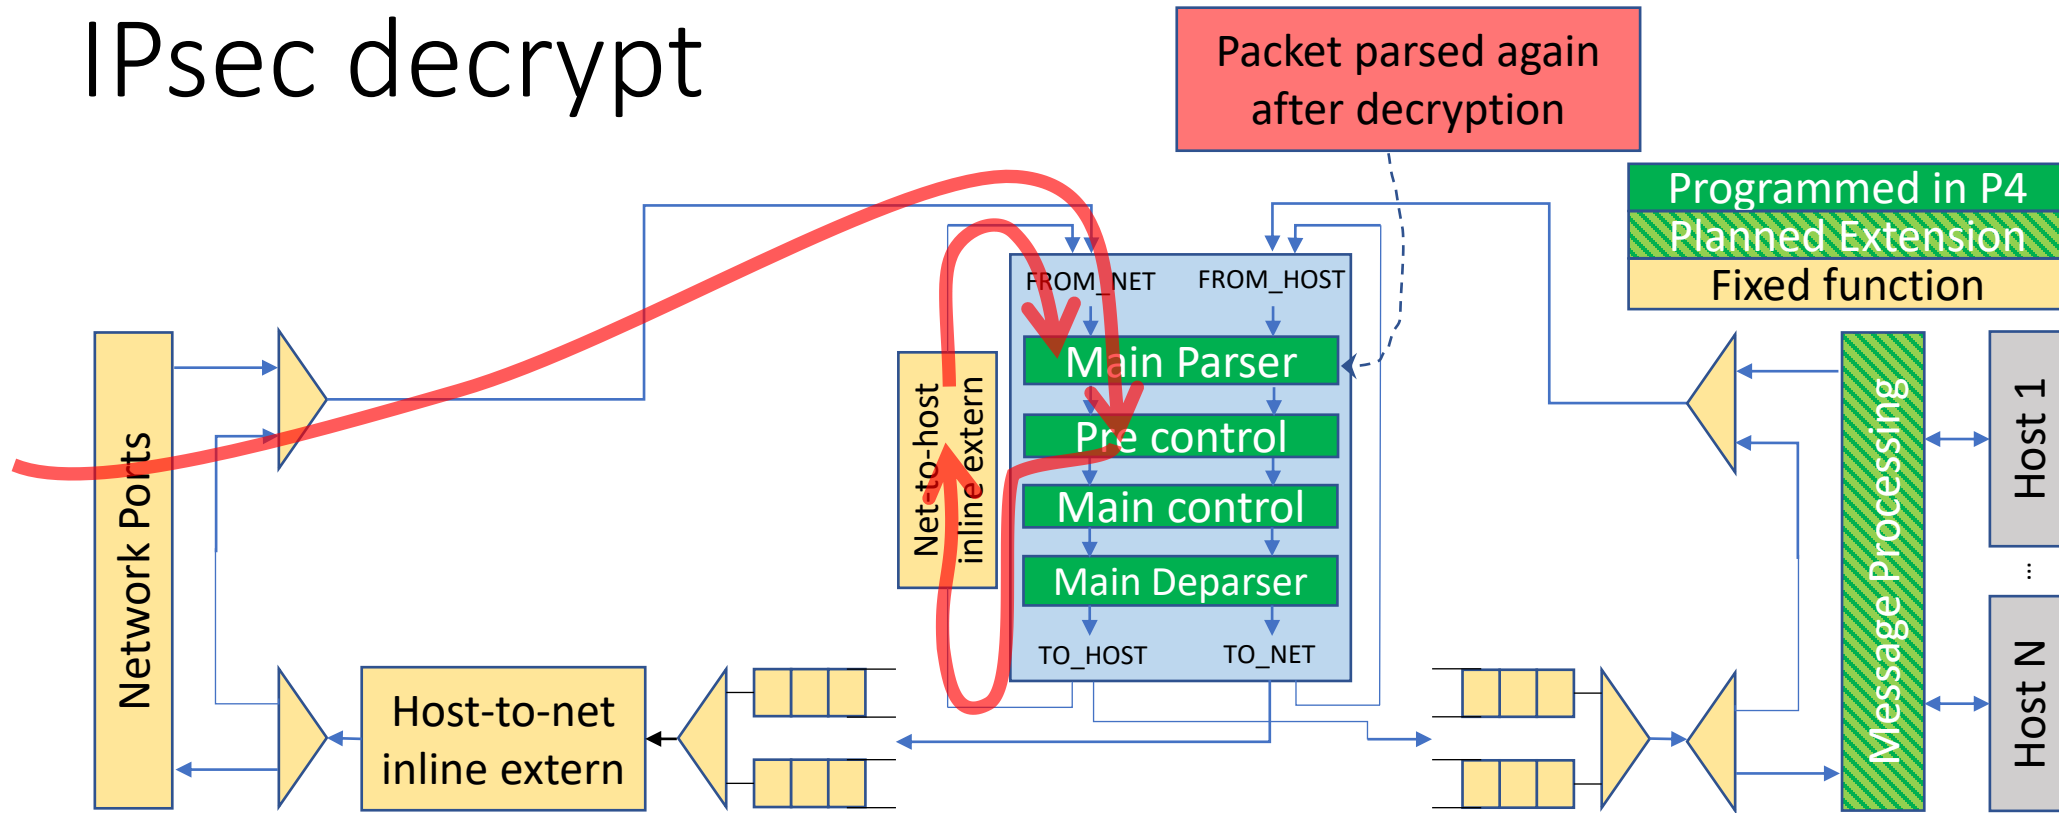 IPsec decrypt
Packet parsed again
after decryption
Programmed in P4
Planned Extension
Fixed function
FROM_NET
FROM_HOST
Main Parser
Pre control
Main control
Main Deparser
TO_HOST
TO_NET
Network Ports
Net-to-host
inline extern
Host-to-net
inline extern
Message Processing
Host 1
...
Host N